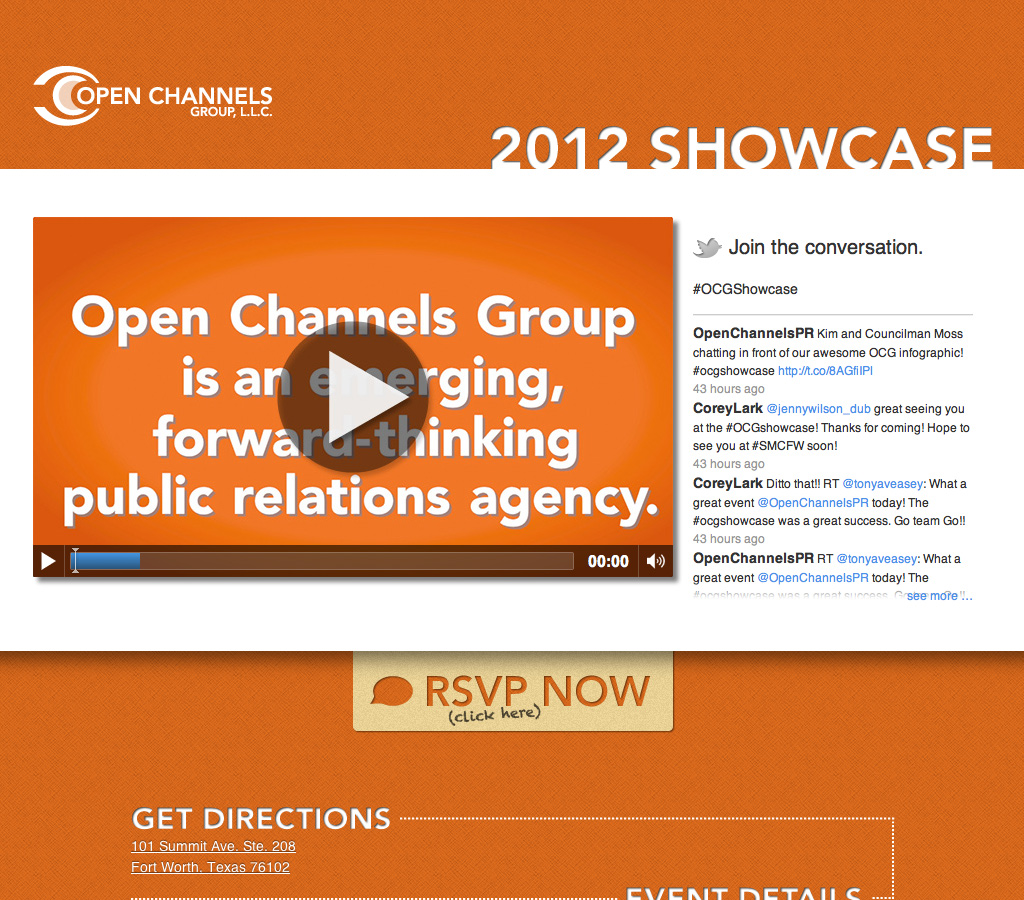 OPEN CHANNELS
GROUP, L.L.C.
2012 SHOWCASE
Open Channels Group
is an emerging,
forward-thinking
public relations agency.
00:00
Join the conversation.
#OCGShowcase
OpenChannelsPR Kim and Councilman Moss
chatting in front of our awesome OCG infographic!
#ocgshowcase http://t.co/8AGfilPl
43 hours ago
CoreyLark @jennywilson_dub great seeing you
at the #OCGshowcase! Thanks for coming! Hope to
see you at #SMCFW soon!
43 hours ago
CoreyLark Ditto that!! RT @tonyaveasey: What a
great event @OpenChannelsPR today! The
#ocgshowcase was a great success. Go team Go!!
43 hours ago
OpenChannelsPR RT @tonyaveasey: What a
great event @OpenChannelsPR today! The
#ocgshowcase was a great success. see more ...
RSVP NOW
(click here)
GET DIRECTIONS
101 Summit Ave. Ste. 208
Fort Worth, Texas 76102
EVENT DETAILS